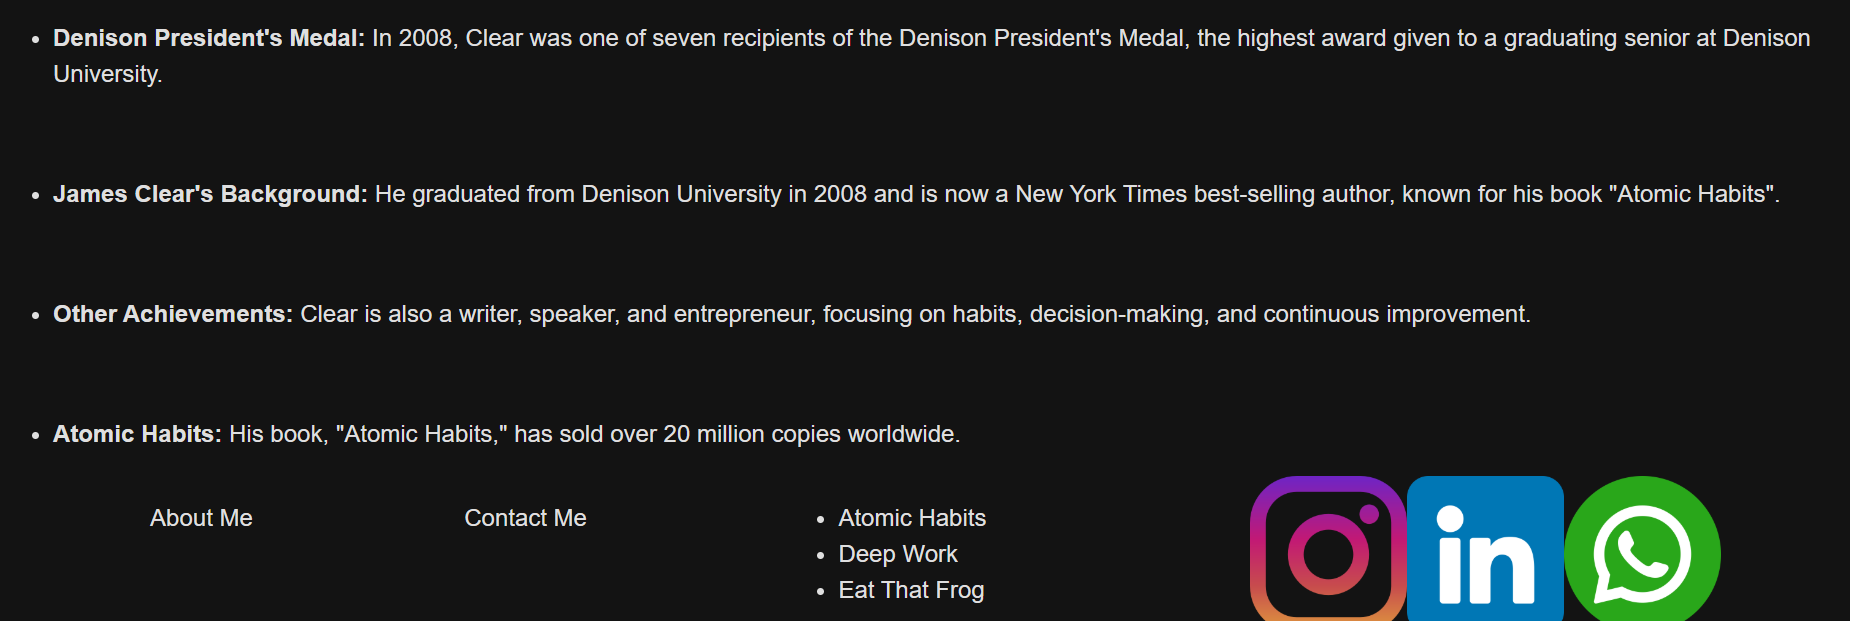 • Denison President's Medal: In 2008, Clear was one of seven recipients of the Denison President's Medal, the highest award given to a graduating senior at Denison
University.
• James Clear's Background: He graduated from Denison University in 2008 and is now a New York Times best-selling author, known for his book "Atomic Habits".
• Other Achievements: Clear is also a writer, speaker, and entrepreneur, focusing on habits, decision-making, and continuous improvement.
• Atomic Habits: His book, "Atomic Habits," has sold over 20 million copies worldwide.
About Me
Contact Me
• Atomic Habits
• Deep Work
• Eat That Frog
in